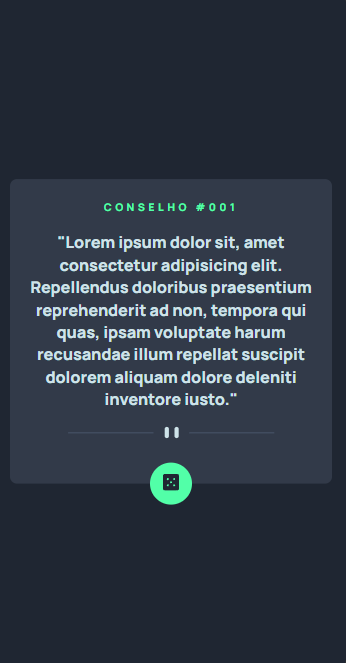 CONSELHO #001
"Lorem ipsum dolor sit, amet
consectetur adipisicing elit.
Repellendus doloribus praesentium
reprehenderit ad non, tempora qui
quas, ipsam voluptate harum
recusandae illum repellat suscipit
dolorem aliquam dolore deleniti
inventore iusto."